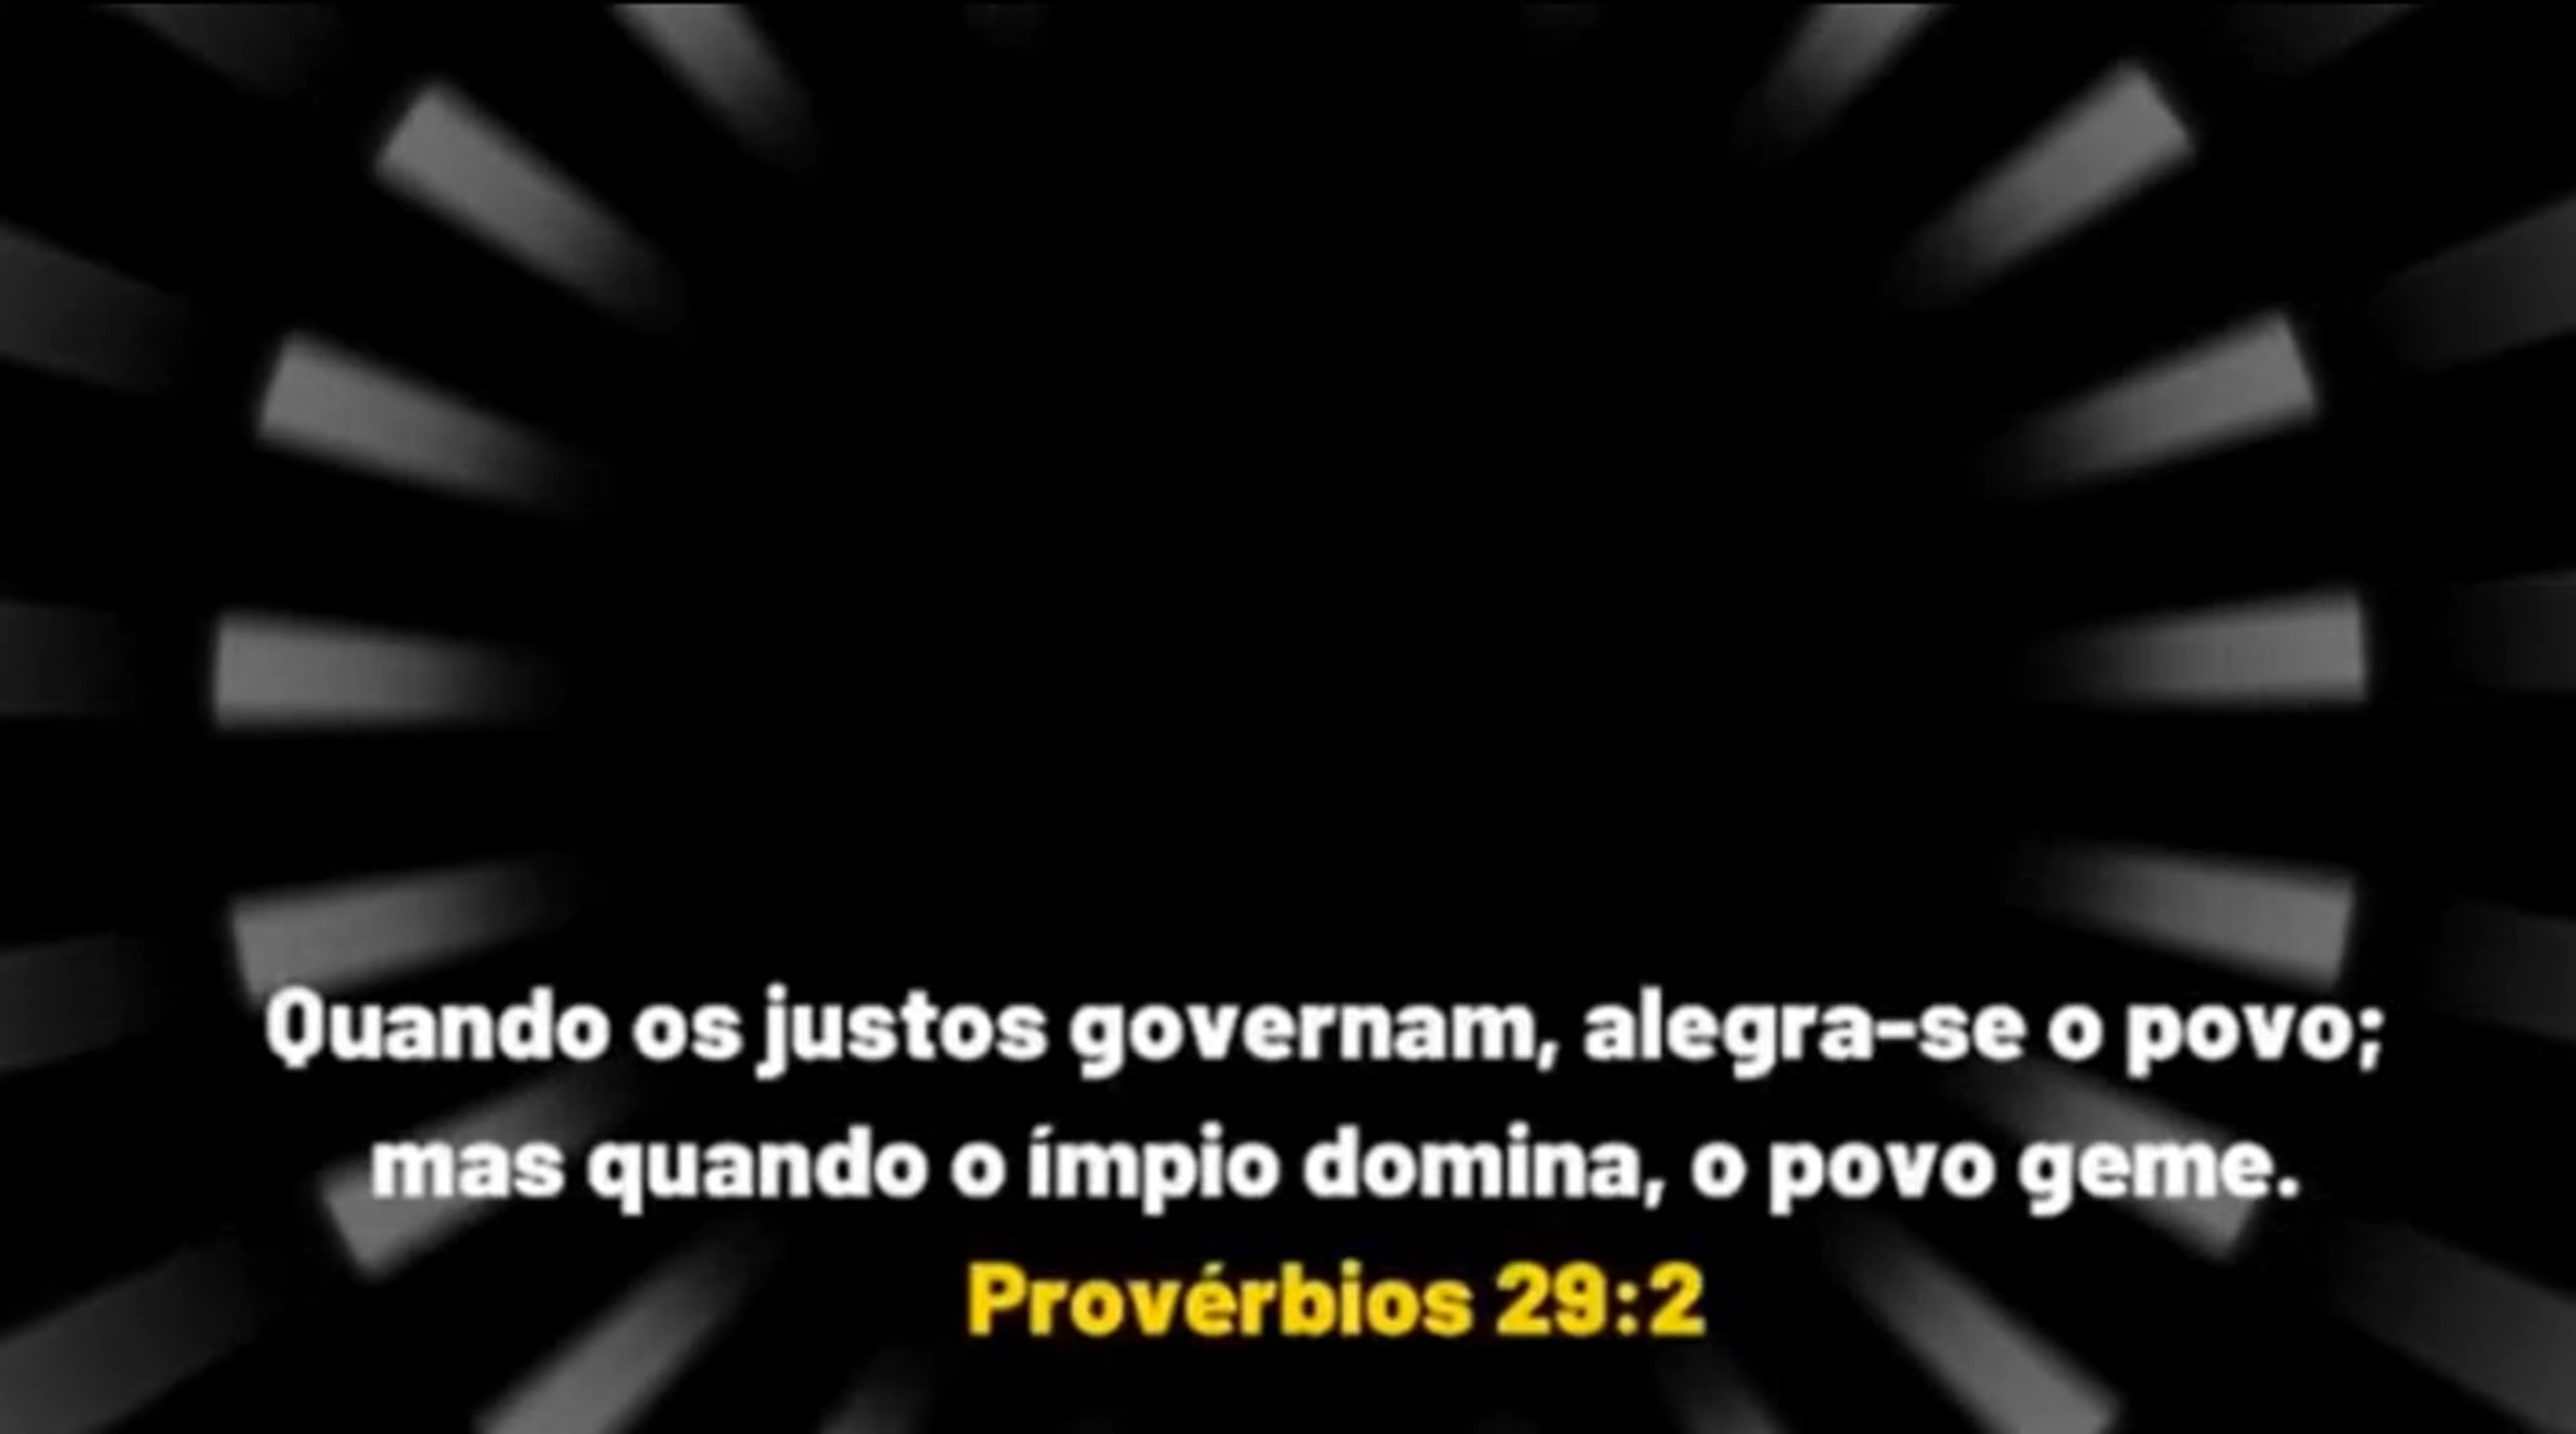 Quando os justos governam, alegra-se o povo;
mas quando o ímpio domina, o povo geme.
Provérbios 29:2